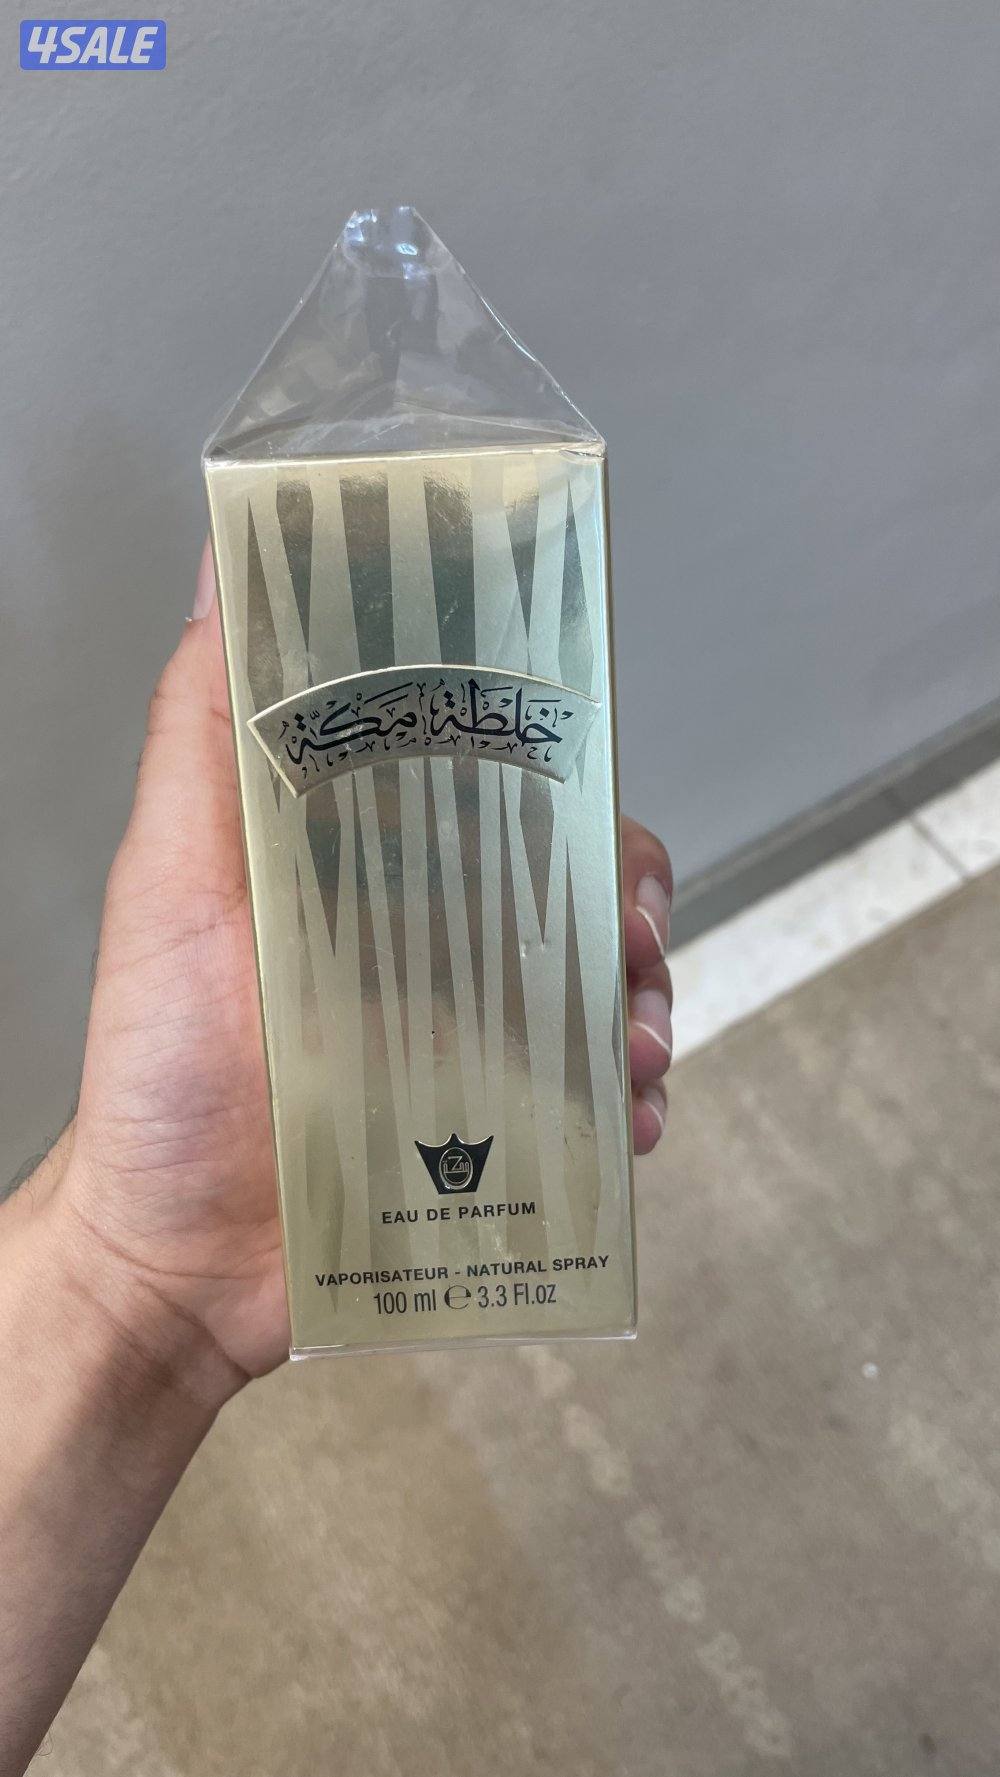 4SALE
خلطة مكة
EAU DE PARFUM
VAPORISATEUR - NATURAL SPRAY
100 ml ℮ 3.3 Fl.oz